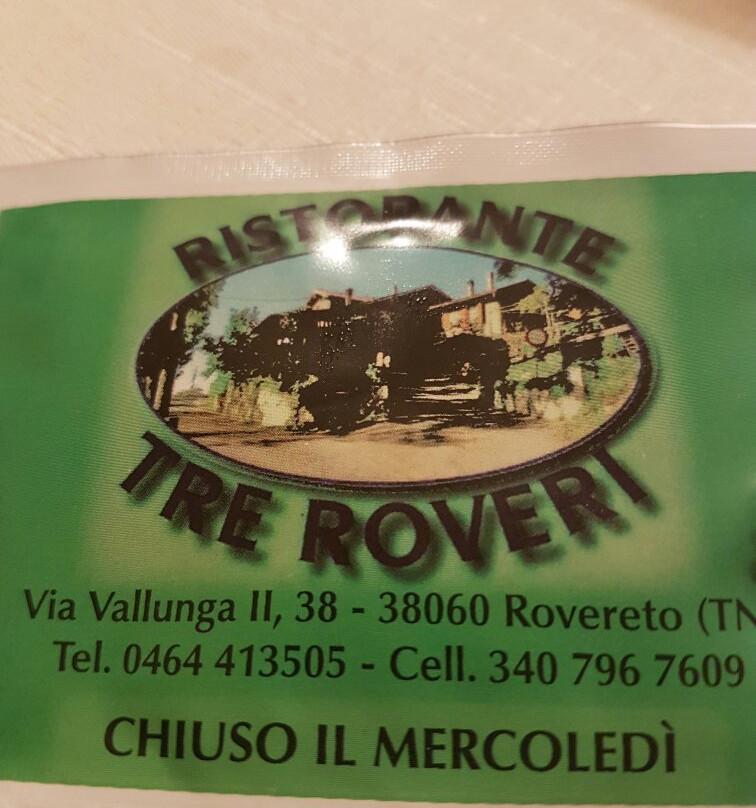 RISTORANTE
TRE ROVERI
Via Vallunga II, 38 - 38060 Rovereto (TN
Tel. 0464 413505 - Cell. 340 796 7609
CHIUSO IL MERCOLEDÌ